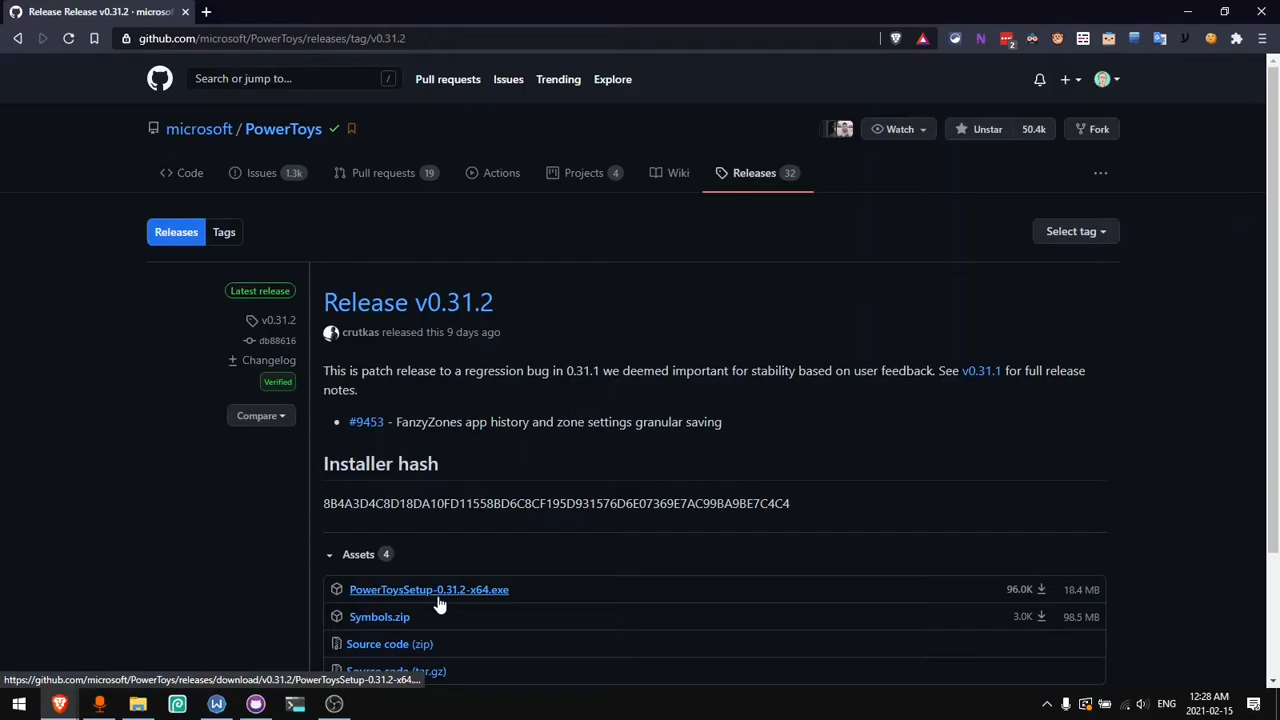 Release Release v0.31.2 · microsof
github.com/microsoft/PowerToys/releases/tag/v0.31.2
2
Search or jump to...
/
Pull requests
Issues
Trending
Explore
microsoft / PowerToys
Watch
Unstar
50.4k
Fork
Code
Issues 1.3k
Pull requests 19
Actions
Projects 4
Wiki
Releases 32
Releases
Tags
Select tag
Latest release
v0.31.2
db88616
Changelog
Verified
Compare
Release v0.31.2
crutkas released this 9 days ago
This is patch release to a regression bug in 0.31.1 we deemed important for stability based on user feedback. See v0.31.1 for full release
notes.
• #9453 - FanzyZones app history and zone settings granular saving
Installer hash
8B4A3D4C8D18DA10FD11558BD6C8CF195D931576D6E07369E7AC99BA9BE7C4C4
Assets 4
PowerToysSetup-0.31.2-x64.exe
96.0K
18.4 MB
Symbols.zip
3.0K
98.5 MB
Source code (zip)
Source code (tar.gz)
https://github.com/microsoft/PowerToys/releases/download/v0.31.2/PowerToysSetup-0.31.2-x64....
ENG
12:28 AM
2021-02-15